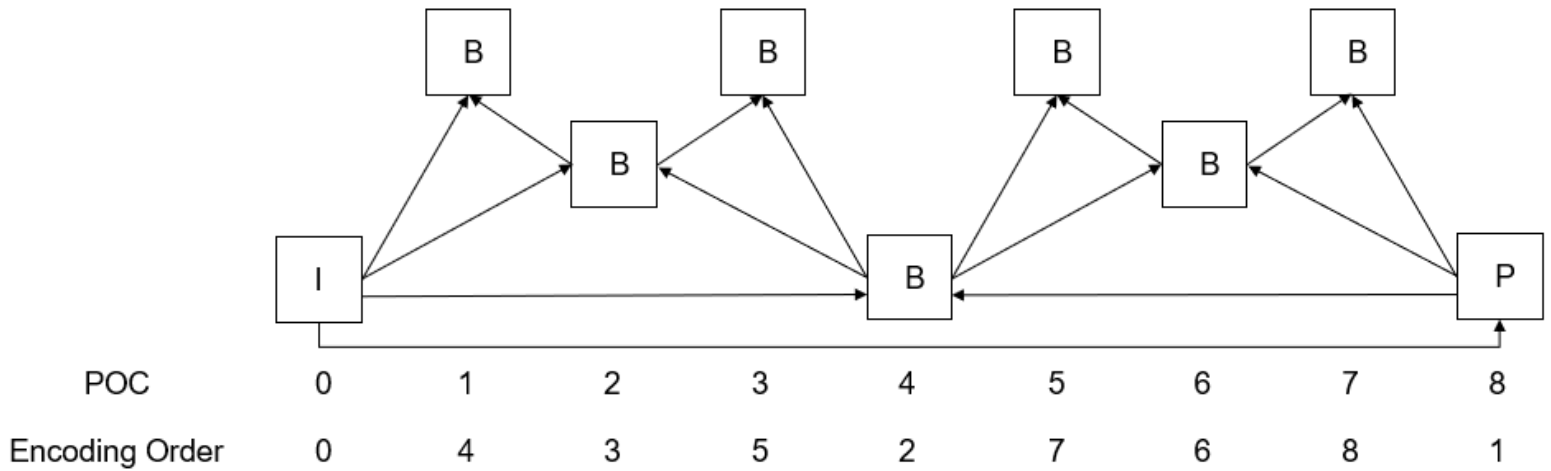 B B B B
B B
I B P
POC 0 1 2 3 4 5 6 7 8
Encoding Order 0 4 3 5 2 7 6 8 1